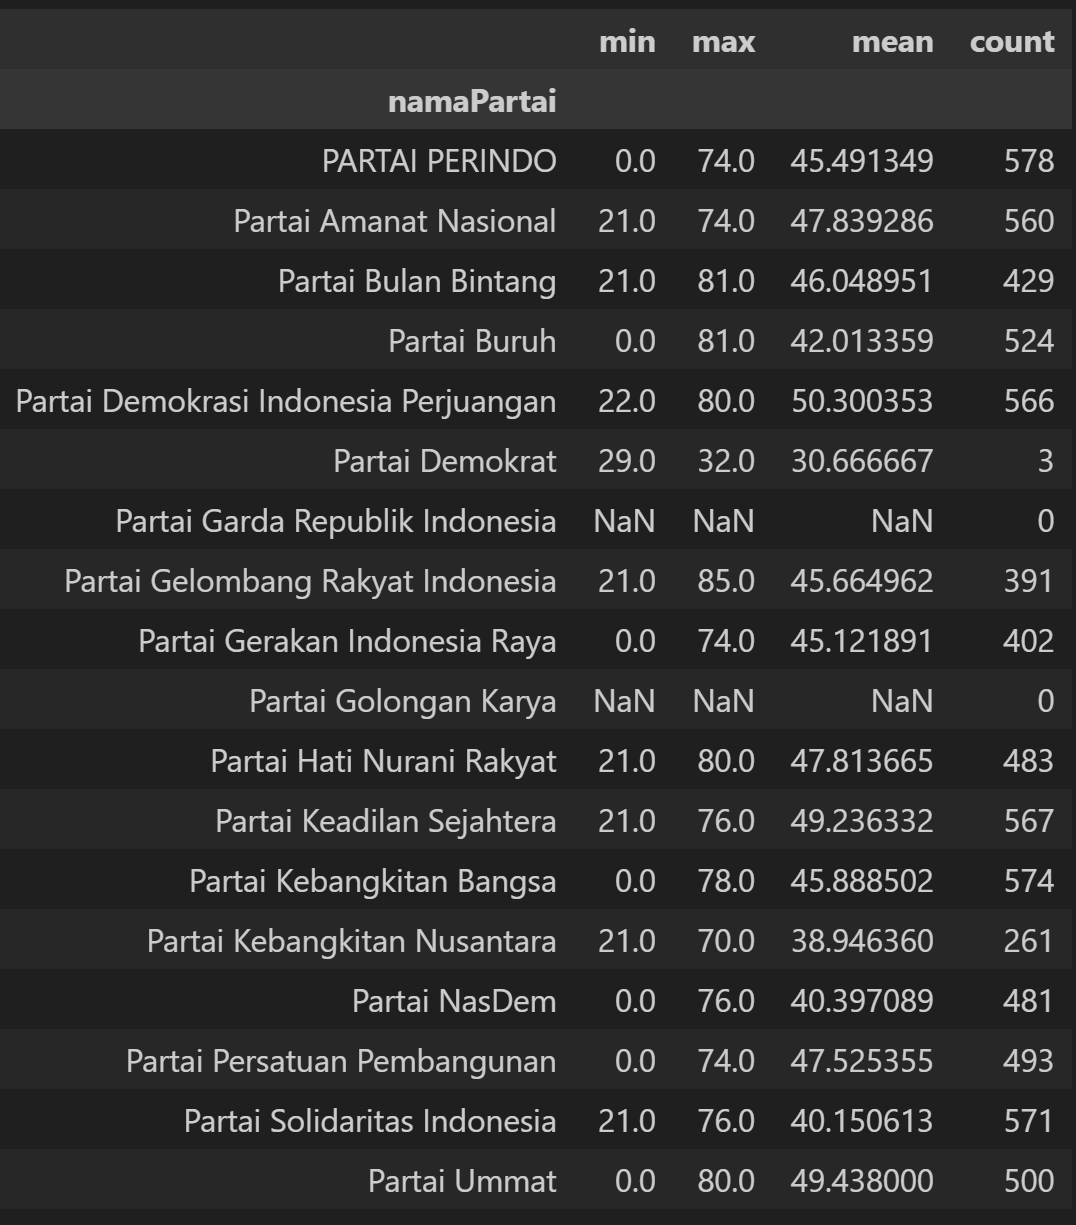 min max mean count
namaPartai
PARTAI PERINDO 0.0 74.0 45.491349 578
Partai Amanat Nasional 21.0 74.0 47.839286 560
Partai Bulan Bintang 21.0 81.0 46.048951 429
Partai Buruh 0.0 81.0 42.013359 524
Partai Demokrasi Indonesia Perjuangan 22.0 80.0 50.300353 566
Partai Demokrat 29.0 32.0 30.666667 3
Partai Garda Republik Indonesia NaN NaN NaN 0
Partai Gelombang Rakyat Indonesia 21.0 85.0 45.664962 391
Partai Gerakan Indonesia Raya 0.0 74.0 45.121891 402
Partai Golongan Karya NaN NaN NaN 0
Partai Hati Nurani Rakyat 21.0 80.0 47.813665 483
Partai Keadilan Sejahtera 21.0 76.0 49.236332 567
Partai Kebangkitan Bangsa 0.0 78.0 45.888502 574
Partai Kebangkitan Nusantara 21.0 70.0 38.946360 261
Partai NasDem 0.0 76.0 40.397089 481
Partai Persatuan Pembangunan 0.0 74.0 47.525355 493
Partai Solidaritas Indonesia 21.0 76.0 40.150613 571
Partai Ummat 0.0 80.0 49.438000 500